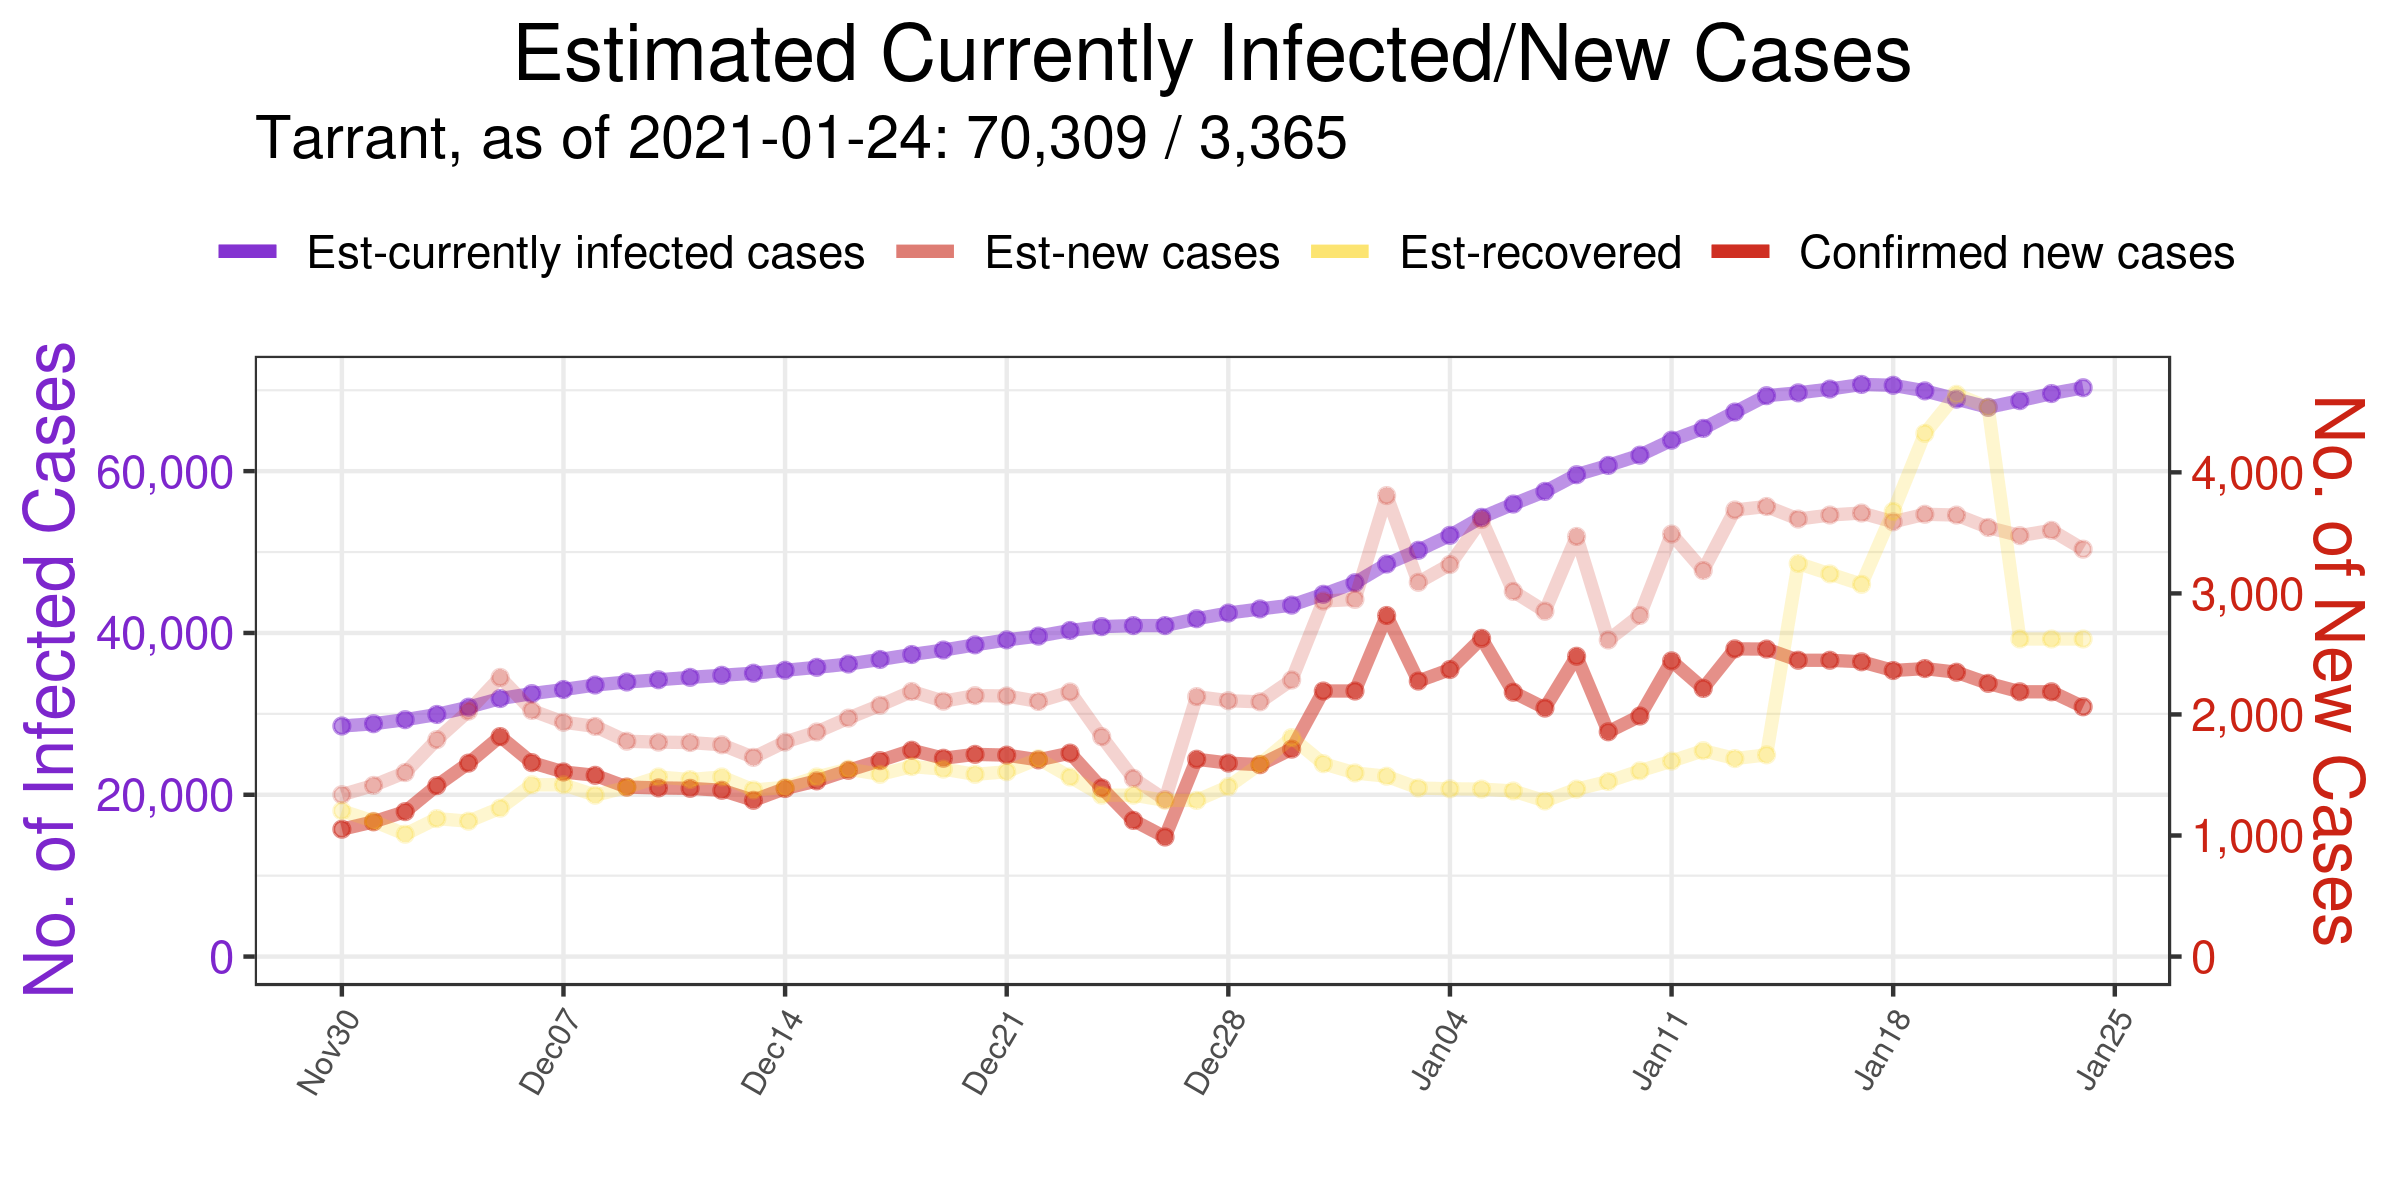 Estimated Currently Infected/New Cases
Tarrant, as of 2021-01-24: 70,309 / 3,365
Est-currently infected cases Est-new cases Est-recovered Confirmed new cases
No. of Infected Cases
60,000
40,000
20,000
0
4,000
3,000
2,000
1,000
0
No. of New Cases
Nov30 Dec07 Dec14 Dec21 Dec28 Jan04 Jan11 Jan18 Jan25